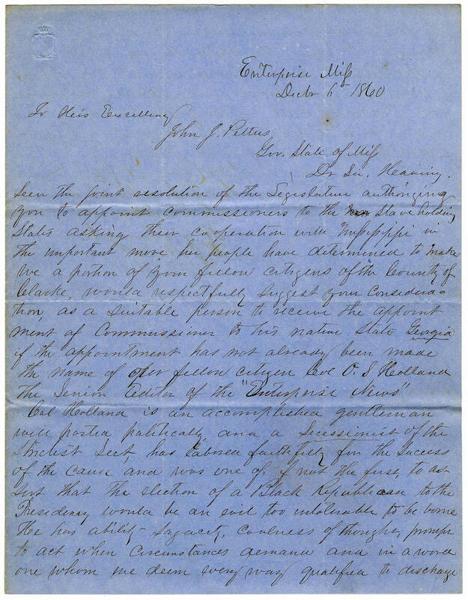 Enterprise Miss
Decbr 6th 1860
To His Excellency
John J. Pettus,
Gov. State of Miss
Dr Sir, Heaving
Seen the joint resolution of the Legislature authorizing
you to appoint commissioners to the Slave holding
States asking their cooperation with Mississippi in
the important move her people have determined to make
we a portion of your fellow citizens of the County of
Clarke, would respectfully suggest your Considera-
tion as a Suitable person to receive the appoint
ment of Commissioner to his native State Georgia
if the appointment has not already been made
the name of our fellow citizen Col O. S Holland
the Senior Editor of the "Enterprise News"
Col Holland is an accomplished gentleman
well posted politically and a Secessionist of the
Strictest Sect, has labored faithfully for the Success
of the Cause and was one of if not the first, to as
sert that the election of a "Black Republican to the
Presidency would be an evil too intolerable to be borne
He has ability, Sagacity, coolness of thought, prompt
to act when circumstances demand and in a word
one whom we deem every way qualified to discharge